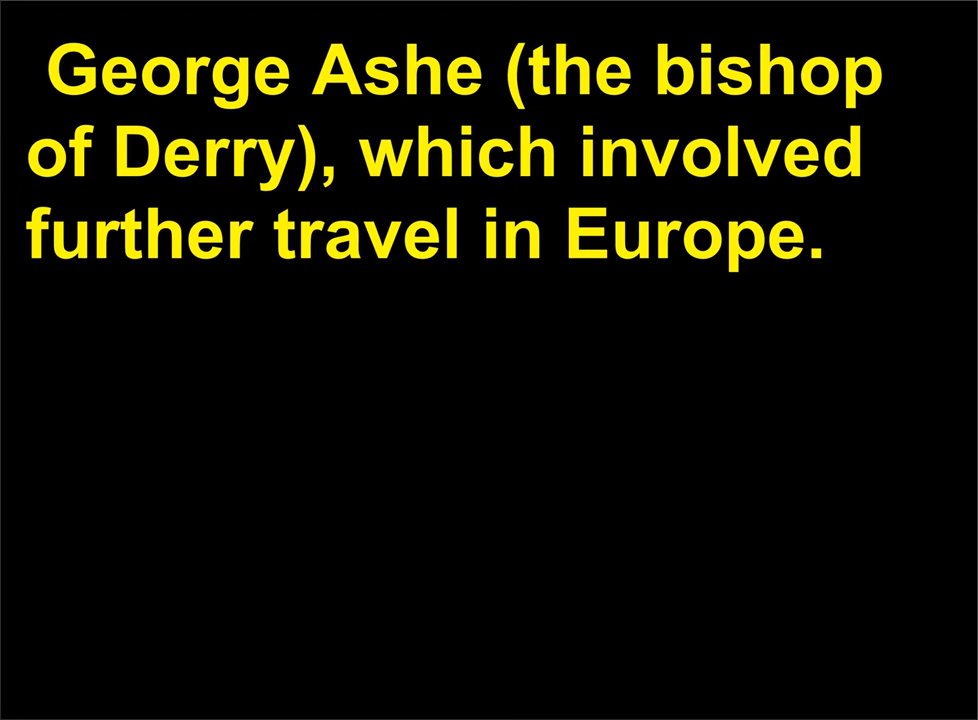 George Ashe (the bishop
of Derry), which involved
further travel in Europe.